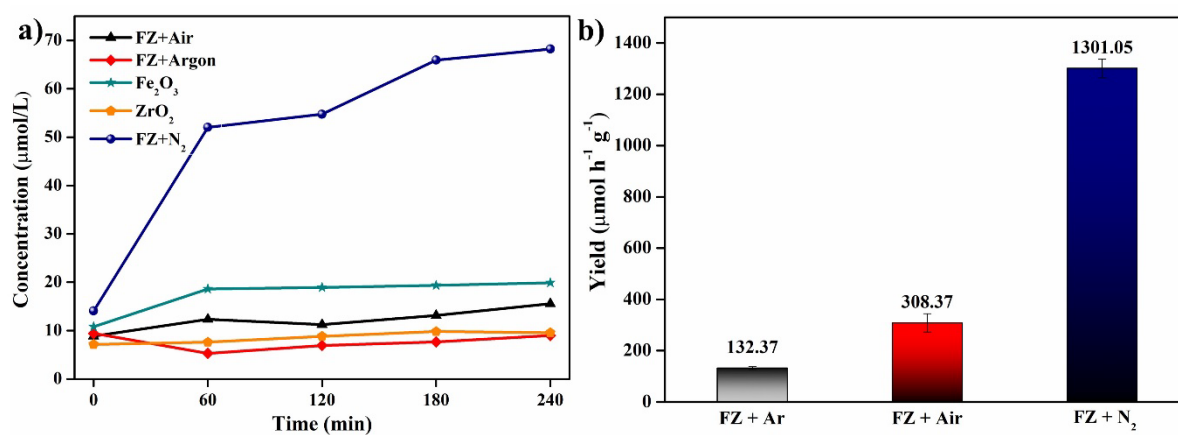 a)
FZ+Air
FZ+Argon
Fe₂O₃
ZrO₂
FZ+N₂
70
60
50
40
30
20
10
0
Concentration (μmol/L)
0 60 120 180 240
Time (min)
b)
1400
1200
1000
800
600
400
200
0
Yield (μmol h⁻¹ g⁻¹)
132.37
308.37
1301.05
FZ + Ar FZ + Air FZ + N₂